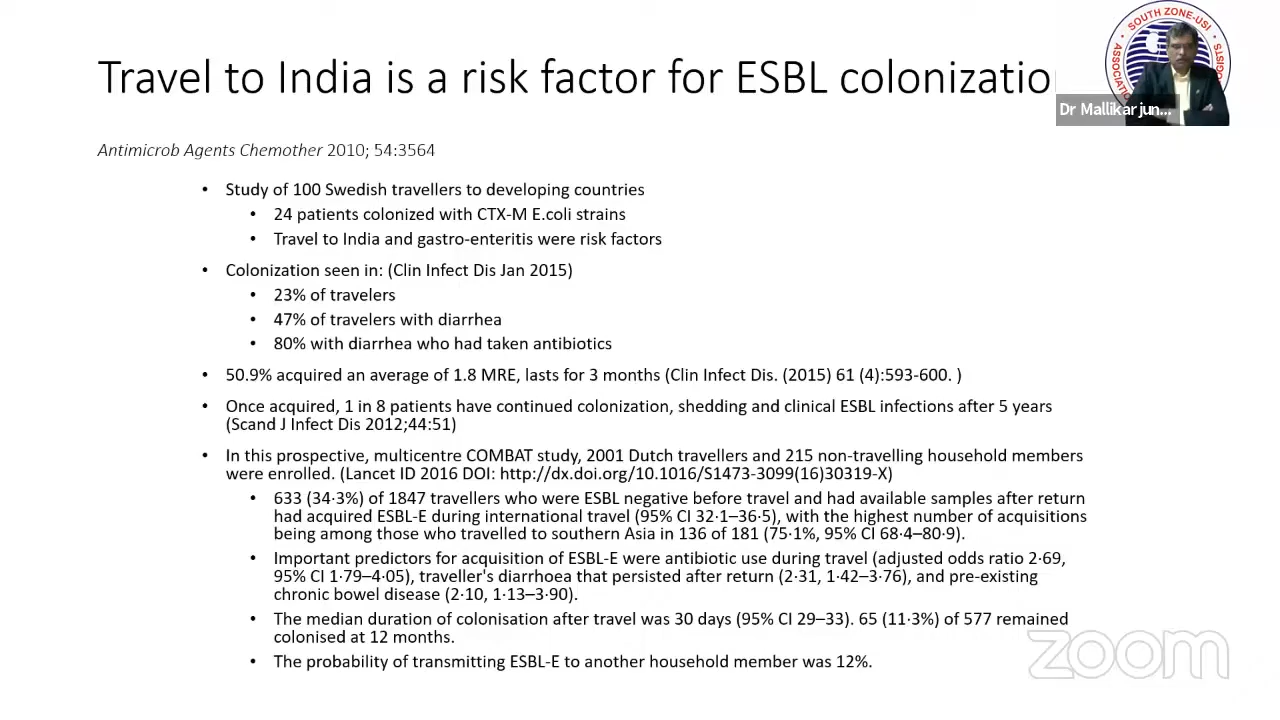 Travel to India is a risk factor for ESBL colonizatio
SOUTH ZONE-USI
Dr Mallikarjun...
Antimicrob Agents Chemother 2010; 54:3564
• Study of 100 Swedish travellers to developing countries
• 24 patients colonized with CTX-M E.coli strains
• Travel to India and gastro-enteritis were risk factors
• Colonization seen in: (Clin Infect Dis Jan 2015)
• 23% of travelers
• 47% of travelers with diarrhea
• 80% with diarrhea who had taken antibiotics
• 50.9% acquired an average of 1.8 MRE, lasts for 3 months (Clin Infect Dis. (2015) 61 (4):593-600. )
• Once acquired, 1 in 8 patients have continued colonization, shedding and clinical ESBL infections after 5 years
(Scand J Infect Dis 2012;44:51)
• In this prospective, multicentre COMBAT study, 2001 Dutch travellers and 215 non-travelling household members
were enrolled. (Lancet ID 2016 DOI: http://dx.doi.org/10.1016/S1473-3099(16)30319-X)
• 633 (34·3%) of 1847 travellers who were ESBL negative before travel and had available samples after return
had acquired ESBL-E during international travel (95% CI 32·1–36·5), with the highest number of acquisitions
being among those who travelled to southern Asia in 136 of 181 (75·1%, 95% CI 68·4–80·9).
• Important predictors for acquisition of ESBL-E were antibiotic use during travel (adjusted odds ratio 2·69,
95% CI 1·79–4·05), traveller's diarrhoea that persisted after return (2·31, 1·42–3·76), and pre-existing
chronic bowel disease (2·10, 1·13–3·90).
• The median duration of colonisation after travel was 30 days (95% CI 29–33). 65 (11·3%) of 577 remained
colonised at 12 months.
• The probability of transmitting ESBL-E to another household member was 12%.
zoom